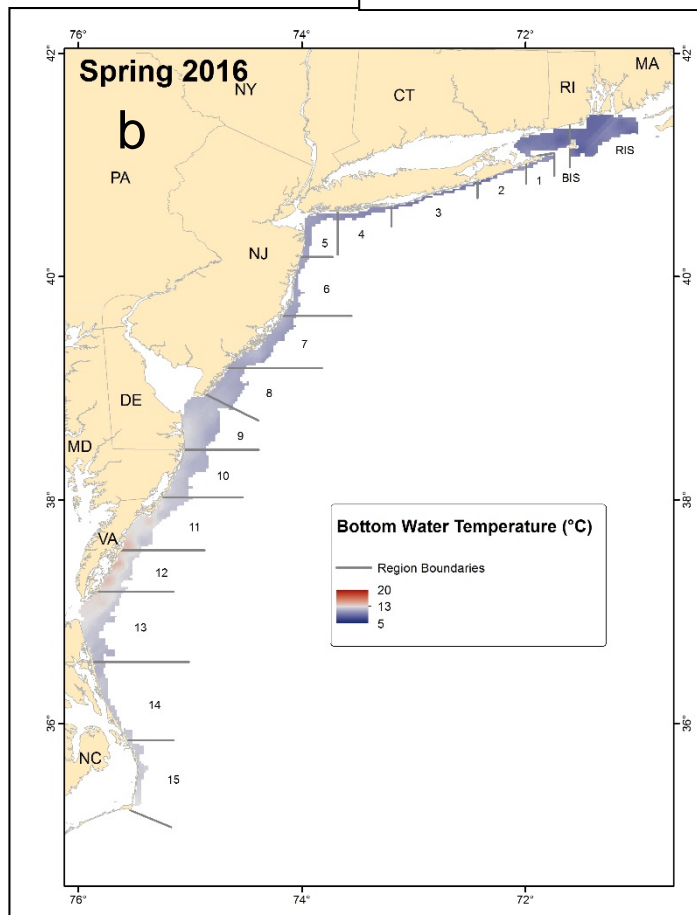 76°
74°
72°
42°
42°
Spring 2016
b
NY
CT
RI
MA
PA
RIS
BIS
1
2
3
4
5
NJ
40°
40°
6
7
8
DE
9
MD
10
38°
38°
11
VA
12
13
14
36°
36°
NC
15
Bottom Water Temperature (°C)
Region Boundaries
20
13
5
76°
74°
72°